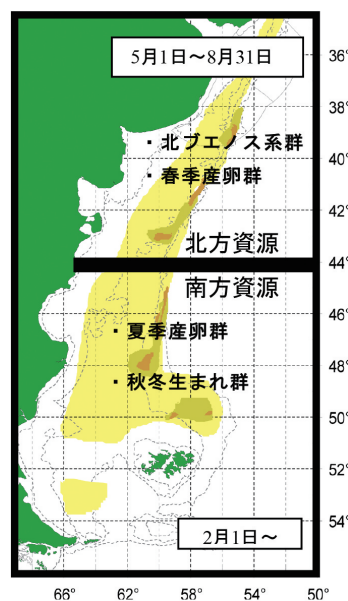 5月1日～8月31日
36°
38°
・北ブエノス系群
40°
・春季産卵群
42°
北方資源
44°
南方資源
46°
・夏季産卵群
48°
・秋冬生まれ群
50°
52°
54°
2月1日～
66° 62° 58° 54° 50°